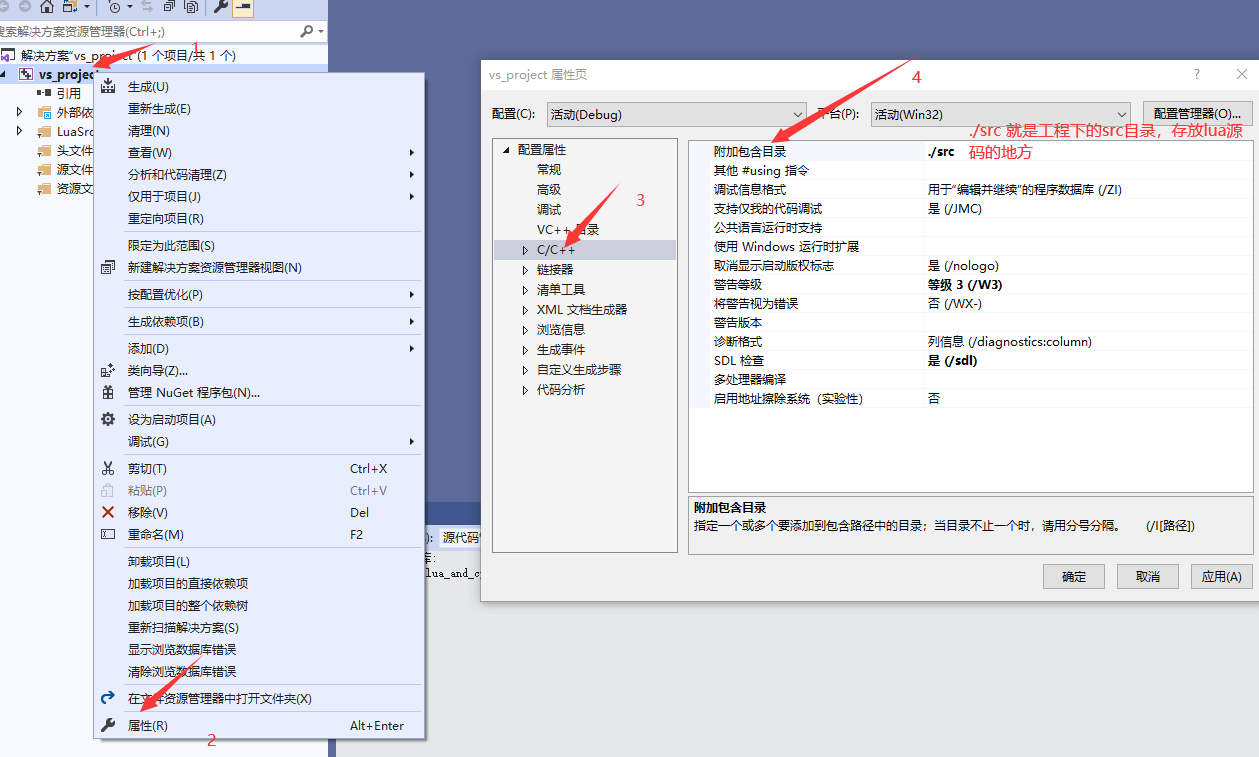 搜索解决方案资源管理器(Ctrl+;)
1
解决方案"vs_project"(1 个项目/共 1 个)
vs_project
引用
外部依
LuaSrc
头文件
源文件
资源文
生成(U)
重新生成(E)
清理(N)
查看(W)
分析和代码清理(Z)
仅用于项目(J)
重定向项目(R)
限定为此范围(S)
新建解决方案资源管理器视图(N)
按配置优化(P)
生成依赖项(B)
添加(D)
类向导(Z)...
管理 NuGet 程序包(N)...
设为启动项目(A)
调试(G)
剪切(T) Ctrl+X
粘贴(P) Ctrl+V
移除(V) Del
重命名(M) F2
卸载项目(L)
加载项目的直接依赖项
加载项目的整个依赖树
重新扫描解决方案(S)
显示浏览数据库错误
清除浏览数据库错误
在文件资源管理器中打开文件夹(X)
属性(R) Alt+Enter
2
): 源代码
库:
lua_and_c
vs_project 属性页
4
配置(C): 活动(Debug) 平台(P): 活动(Win32) 配置管理器(O)...
./src 就是工程下的src目录，存放lua源
码的地方
配置属性
常规
高级
调试
VC++ 目录
C/C++
链接器
清单工具
XML 文档生成器
浏览信息
生成事件
自定义生成步骤
代码分析
3
附加包含目录 ./src
其他 #using 指令
调试信息格式 用于"编辑并继续"的程序数据库 (/ZI)
支持仅我的代码调试 是 (/JMC)
公共语言运行时支持
使用 Windows 运行时扩展
取消显示启动版权标志 是 (/nologo)
警告等级 等级 3 (/W3)
将警告视为错误 否 (/WX-)
警告版本
诊断格式 列信息 (/diagnostics:column)
SDL 检查 是 (/sdl)
多处理器编译
启用地址擦除系统（实验性） 否
附加包含目录
指定一个或多个要添加到包含路径中的目录；当目录不止一个时，请用分号分隔。 (/I[路径])
确定 取消 应用(A)